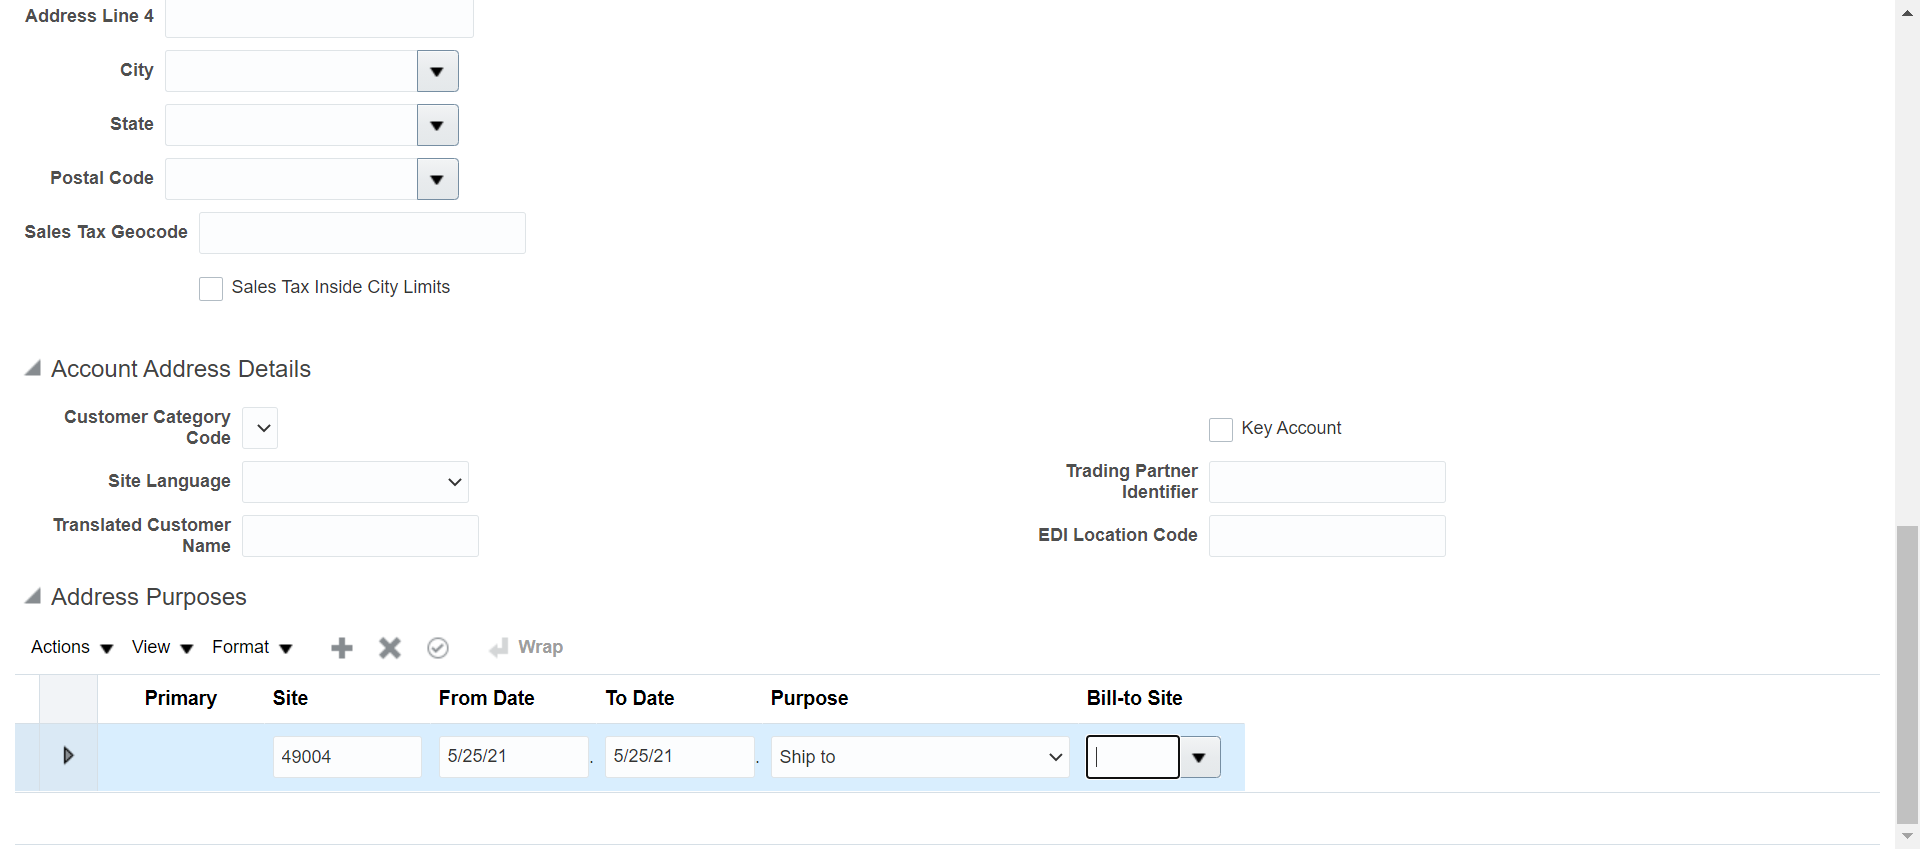 Address Line 4
City
State
Postal Code
Sales Tax Geocode
Sales Tax Inside City Limits
Account Address Details
Customer Category
Code
Key Account
Site Language
Trading Partner
Identifier
Translated Customer
Name
EDI Location Code
Address Purposes
Actions View Format Wrap
Primary Site From Date To Date Purpose Bill-to Site
49004 5/25/21 . 5/25/21 . Ship to